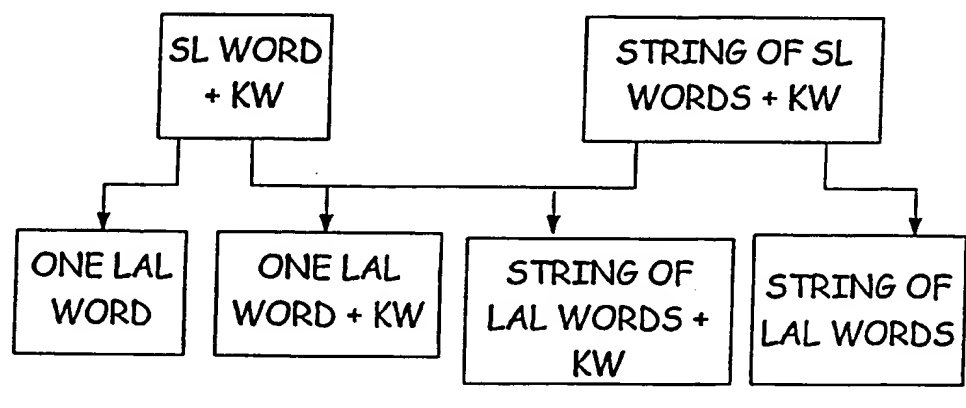 SL WORD
+ KW
STRING OF SL
WORDS + KW
ONE LAL
WORD
ONE LAL
WORD + KW
STRING OF
LAL WORDS +
KW
STRING OF
LAL WORDS